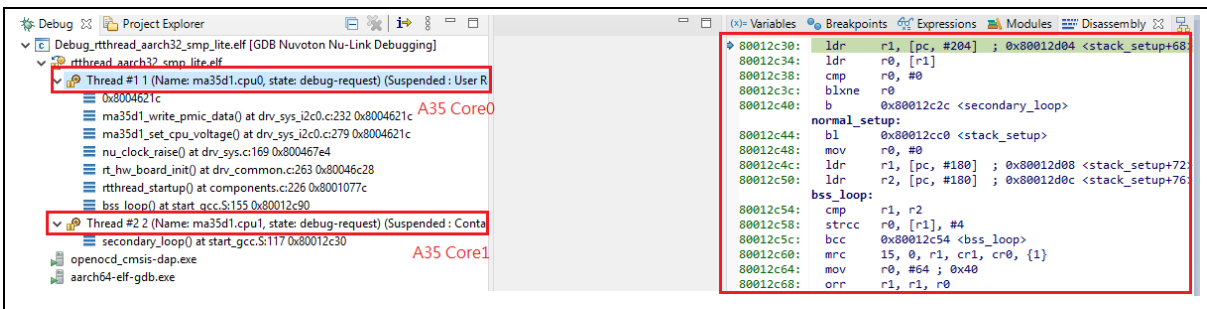 Debug
Project Explorer
Debug_rtthread_aarch32_smp_lite.elf [GDB Nuvoton Nu-Link Debugging]
rtthread_aarch32_smp_lite.elf
Thread #1 1 (Name: ma35d1.cpu0, state: debug-request) (Suspended : User R
0x8004621c
A35 Core0
ma35d1_write_pmic_data() at drv_sys_i2c0.c:232 0x8004621c
ma35d1_set_cpu_voltage() at drv_sys_i2c0.c:279 0x8004621c
nu_clock_raise() at drv_sys.c:169 0x800467e4
rt_hw_board_init() at drv_common.c:263 0x80046c28
rtthread_startup() at components.c:226 0x8001077c
bss_loop() at start_gcc.S:155 0x80012c90
Thread #2 2 (Name: ma35d1.cpu1, state: debug-request) (Suspended : Conta
secondary_loop() at start_gcc.S:117 0x80012c30
A35 Core1
openocd_cmsis-dap.exe
aarch64-elf-gdb.exe
(x)= Variables Breakpoints Expressions Modules Disassembly
80012c30: ldr r1, [pc, #204] ; 0x80012d04 <stack_setup+68>
80012c34: ldr r0, [r1]
80012c38: cmp r0, #0
80012c3c: blxne r0
80012c40: b 0x80012c2c <secondary_loop>
normal_setup:
80012c44: bl 0x80012cc0 <stack_setup>
80012c48: mov r0, #0
80012c4c: ldr r1, [pc, #180] ; 0x80012d08 <stack_setup+72>
80012c50: ldr r2, [pc, #180] ; 0x80012d0c <stack_setup+76>
bss_loop:
80012c54: cmp r1, r2
80012c58: strcc r0, [r1], #4
80012c5c: bcc 0x80012c54 <bss_loop>
80012c60: mrc 15, 0, r1, cr1, cr0, {1}
80012c64: mov r0, #64 ; 0x40
80012c68: orr r1, r1, r0